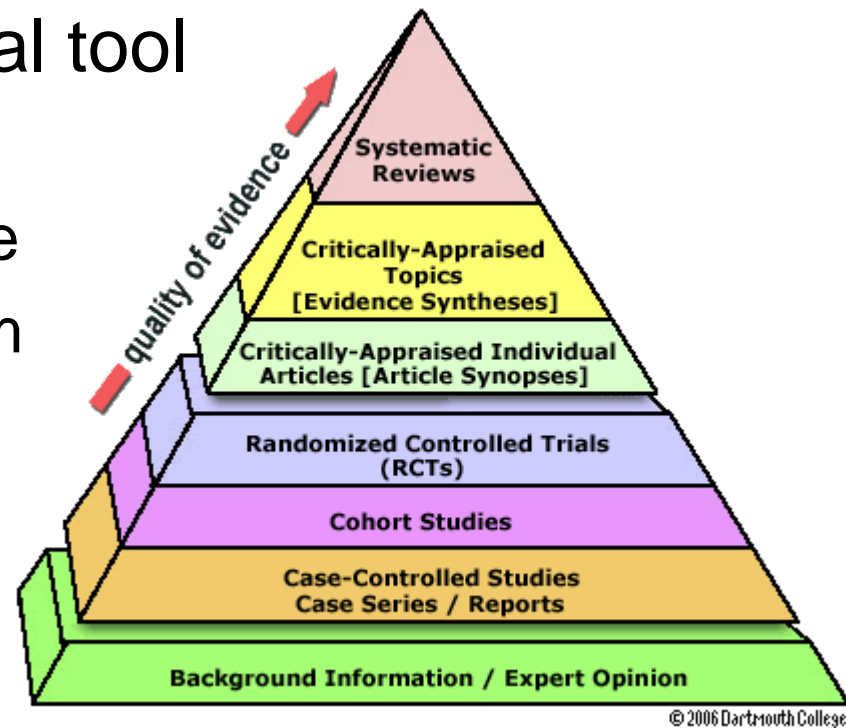 al tool
e
n
quality of evidence
Systematic
Reviews
Critically-Appraised
Topics
[Evidence Syntheses]
Critically-Appraised Individual
Articles [Article Synopses]
Randomized Controlled Trials
(RCTs)
Cohort Studies
Case-Controlled Studies
Case Series / Reports
Background Information / Expert Opinion
© 2006 Dartmouth College